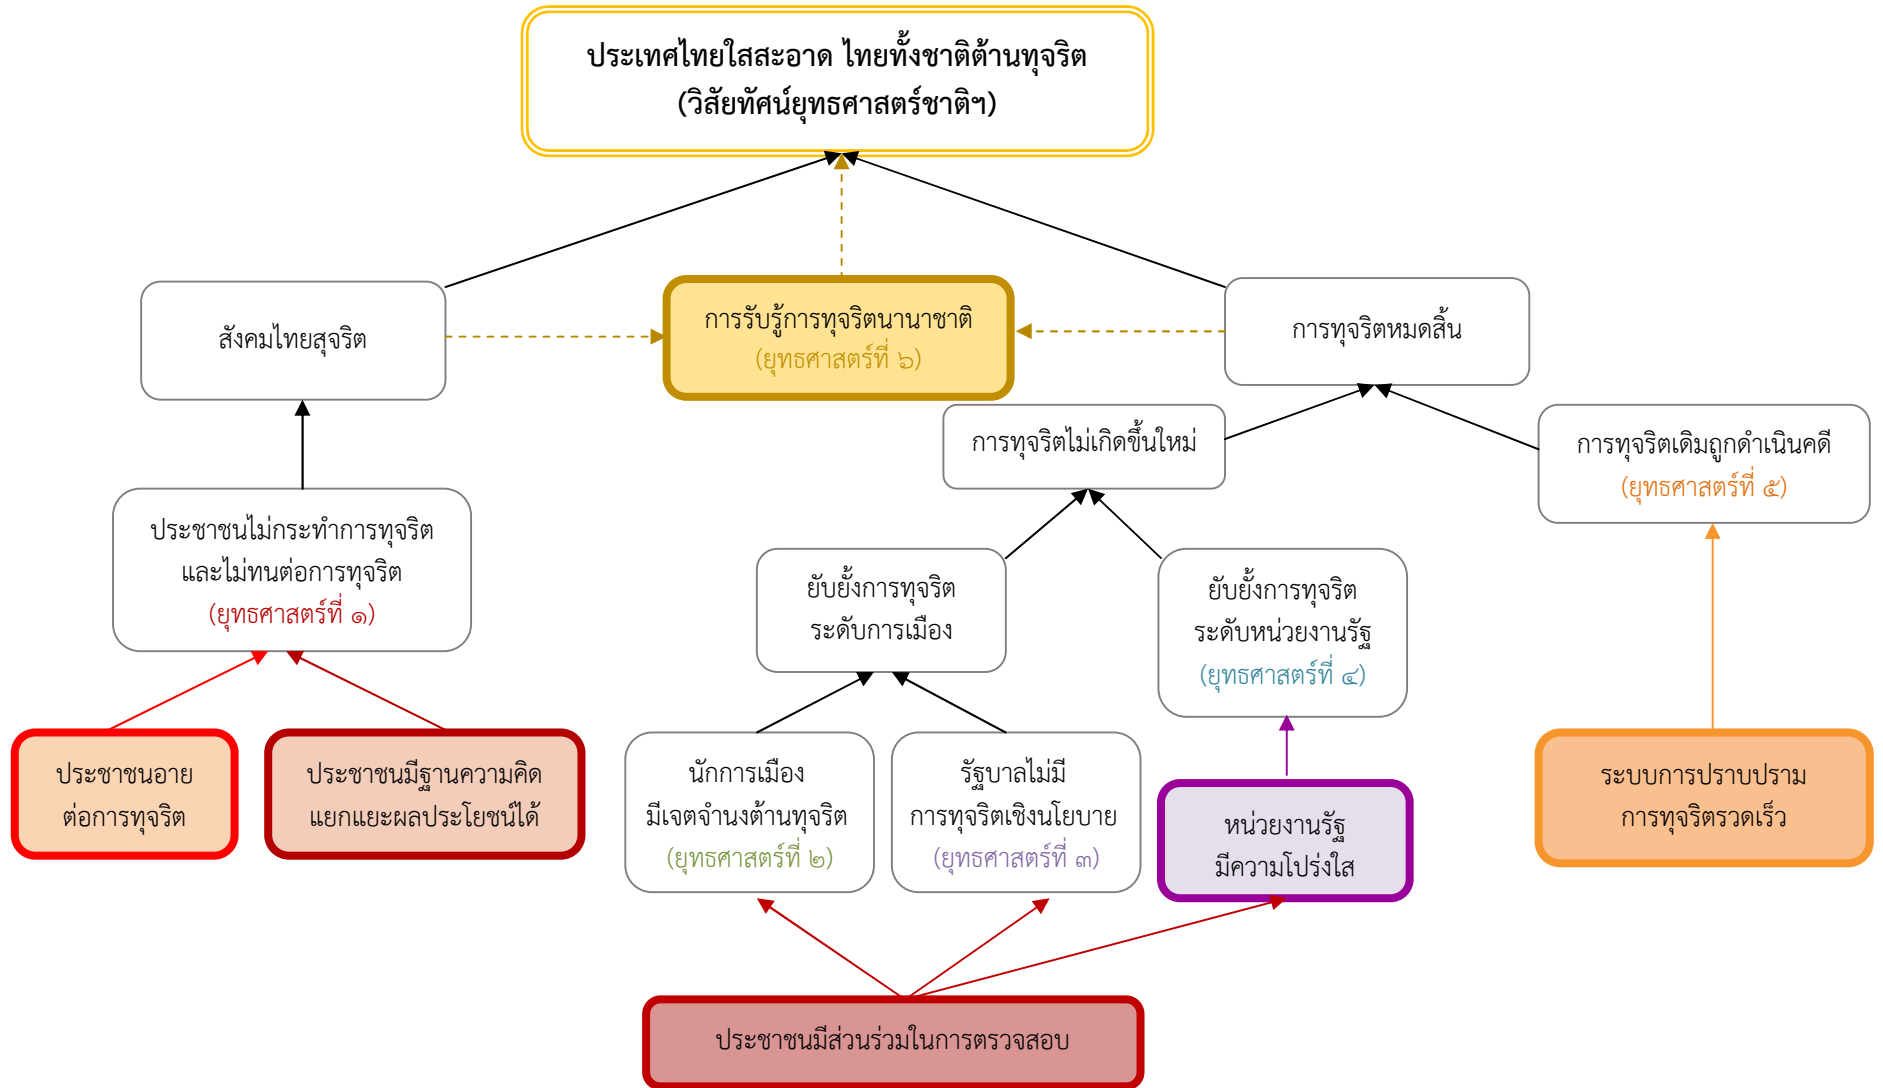 ประเทศไทยใสสะอาด ไทยทั้งชาติต้านทุจริต
(วิสัยทัศน์ยุทธศาสตร์ชาติฯ)
สังคมไทยสุจริต
การรับรู้การทุจริตนานาชาติ
(ยุทธศาสตร์ที่ ๖)
การทุจริตหมดสิ้น
การทุจริตไม่เกิดขึ้นใหม่
การทุจริตเดิมถูกดำเนินคดี
(ยุทธศาสตร์ที่ ๕)
ประชาชนไม่กระทำการทุจริต
และไม่ทนต่อการทุจริต
(ยุทธศาสตร์ที่ ๑)
ยับยั้งการทุจริต
ระดับการเมือง
ยับยั้งการทุจริต
ระดับหน่วยงานรัฐ
(ยุทธศาสตร์ที่ ๔)
ประชาชนอาย
ต่อการทุจริต
ประชาชนมีฐานความคิด
แยกแยะผลประโยชน์ได้
นักการเมือง
มีเจตจำนงต้านทุจริต
(ยุทธศาสตร์ที่ ๒)
รัฐบาลไม่มี
การทุจริตเชิงนโยบาย
(ยุทธศาสตร์ที่ ๓)
หน่วยงานรัฐ
มีความโปร่งใส
ระบบการปราบปราม
การทุจริตรวดเร็ว
ประชาชนมีส่วนร่วมในการตรวจสอบ